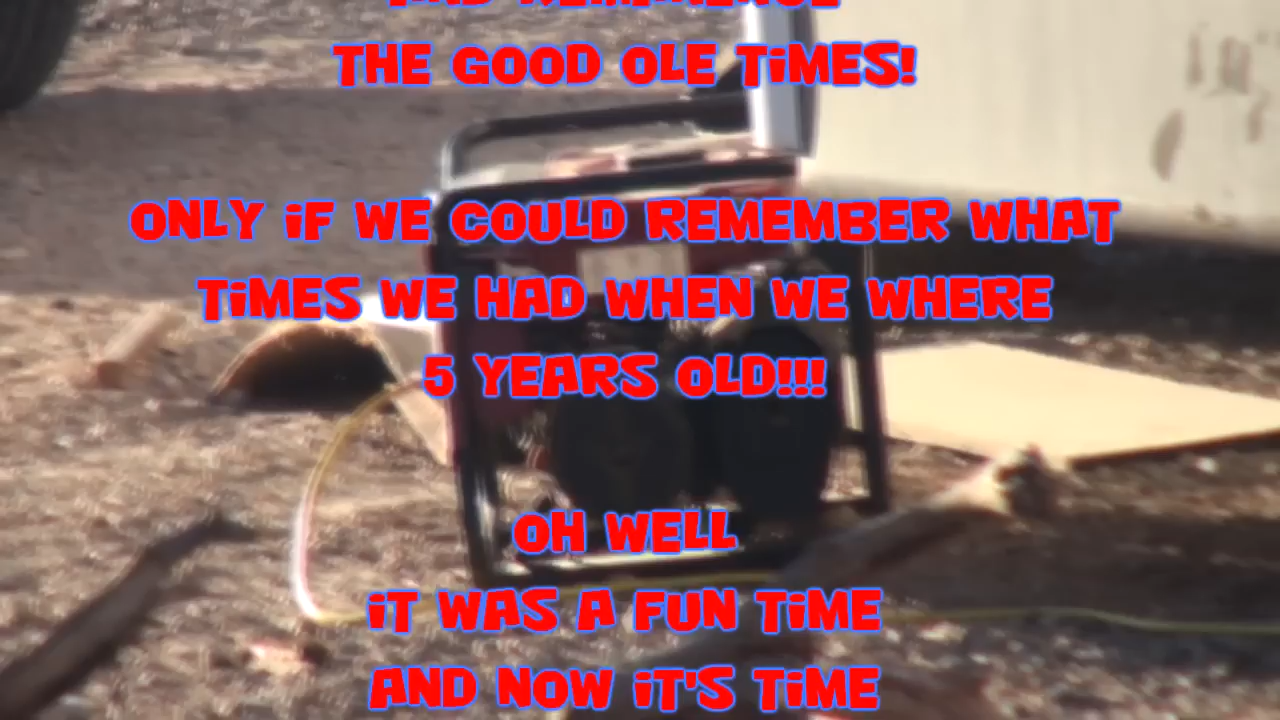 THE GOOD OLE TiMES!
ONLY iF WE COULD REMEMBER WHAT
TiMES WE HAD WHEN WE WHERE
5 YEARS OLD!!!
OH WELL
iT WAS A FUN TiME
AND NOW iT'S TiME